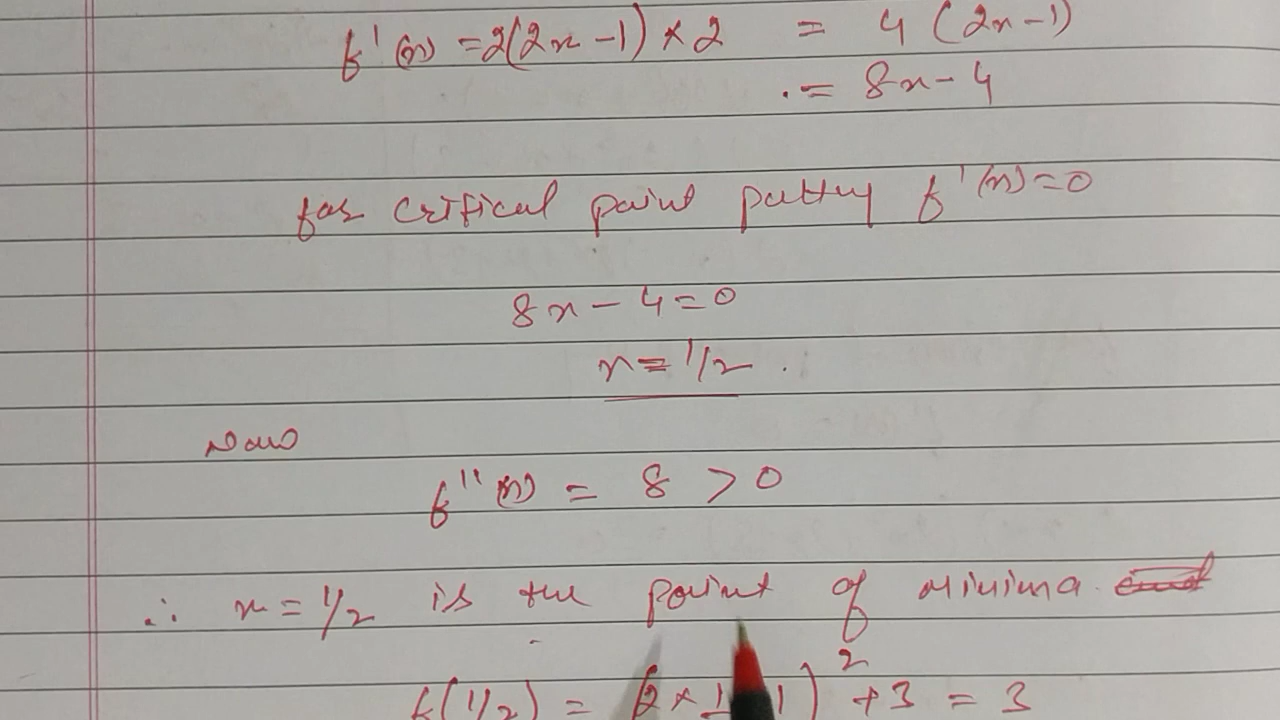 f'(x) = 2(2x - 1) × 2 = 4 (2x - 1)
. = 8x - 4
for critical point putting f'(x) = 0
8x - 4 = 0
x = 1/2 .
Now
f''(x) = 8 > 0
∴ x = 1/2 is the point of minima.
f(1/2) = (2 × 1 1)² + 3 = 3